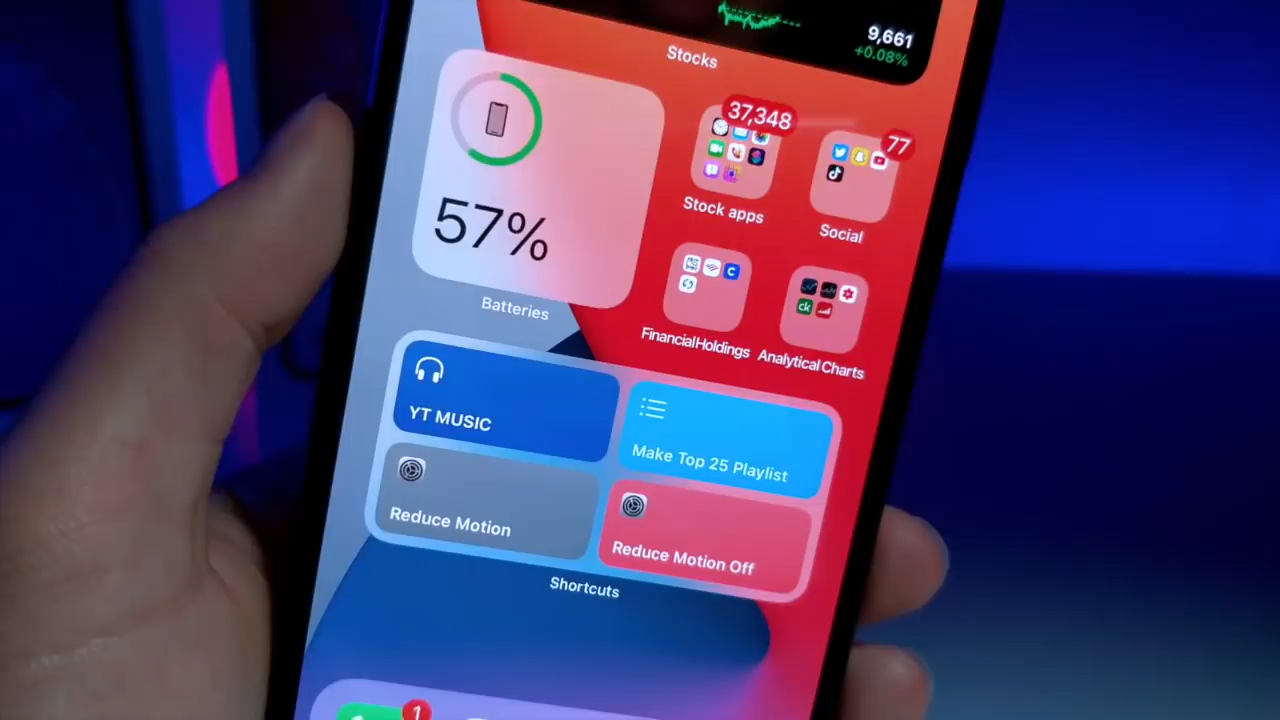 9,661
+0.08%
Stocks
57%
Batteries
37,348
Stock apps
77
Social
FinancialHoldings
Analytical Charts
YT MUSIC
Make Top 25 Playlist
Reduce Motion
Reduce Motion Off
Shortcuts
1